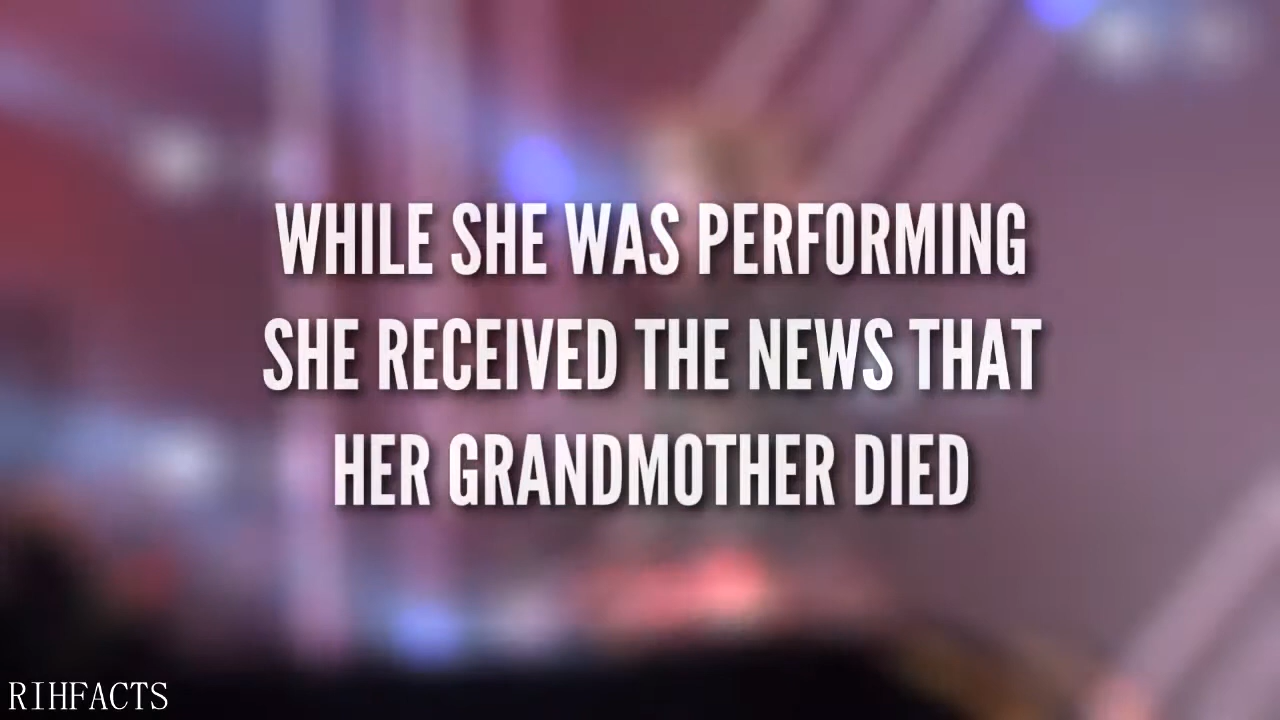 WHILE SHE WAS PERFORMING
SHE RECEIVED THE NEWS THAT
HER GRANDMOTHER DIED
RIHFACTS